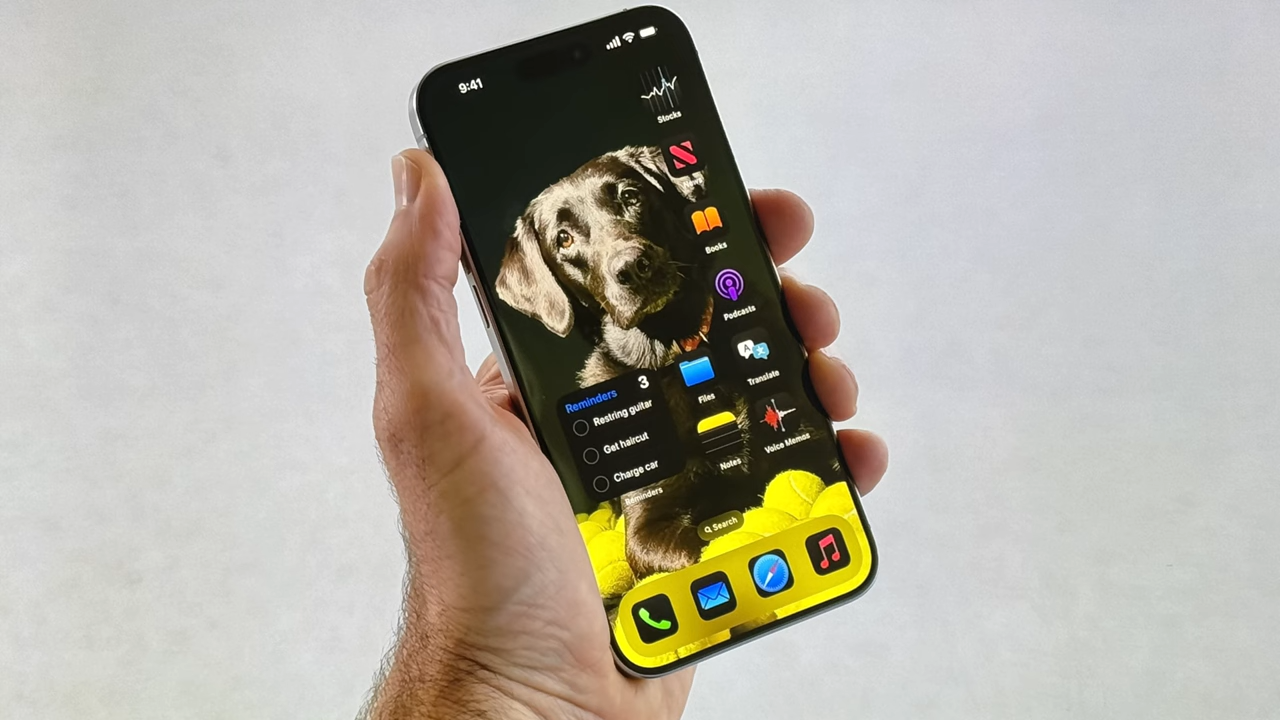 9:41
Stocks
Books
Podcasts
Translate
Files
Reminders 3
Restring guitar
Get haircut
Charge car
Reminders
Notes
Voice Memos
Search